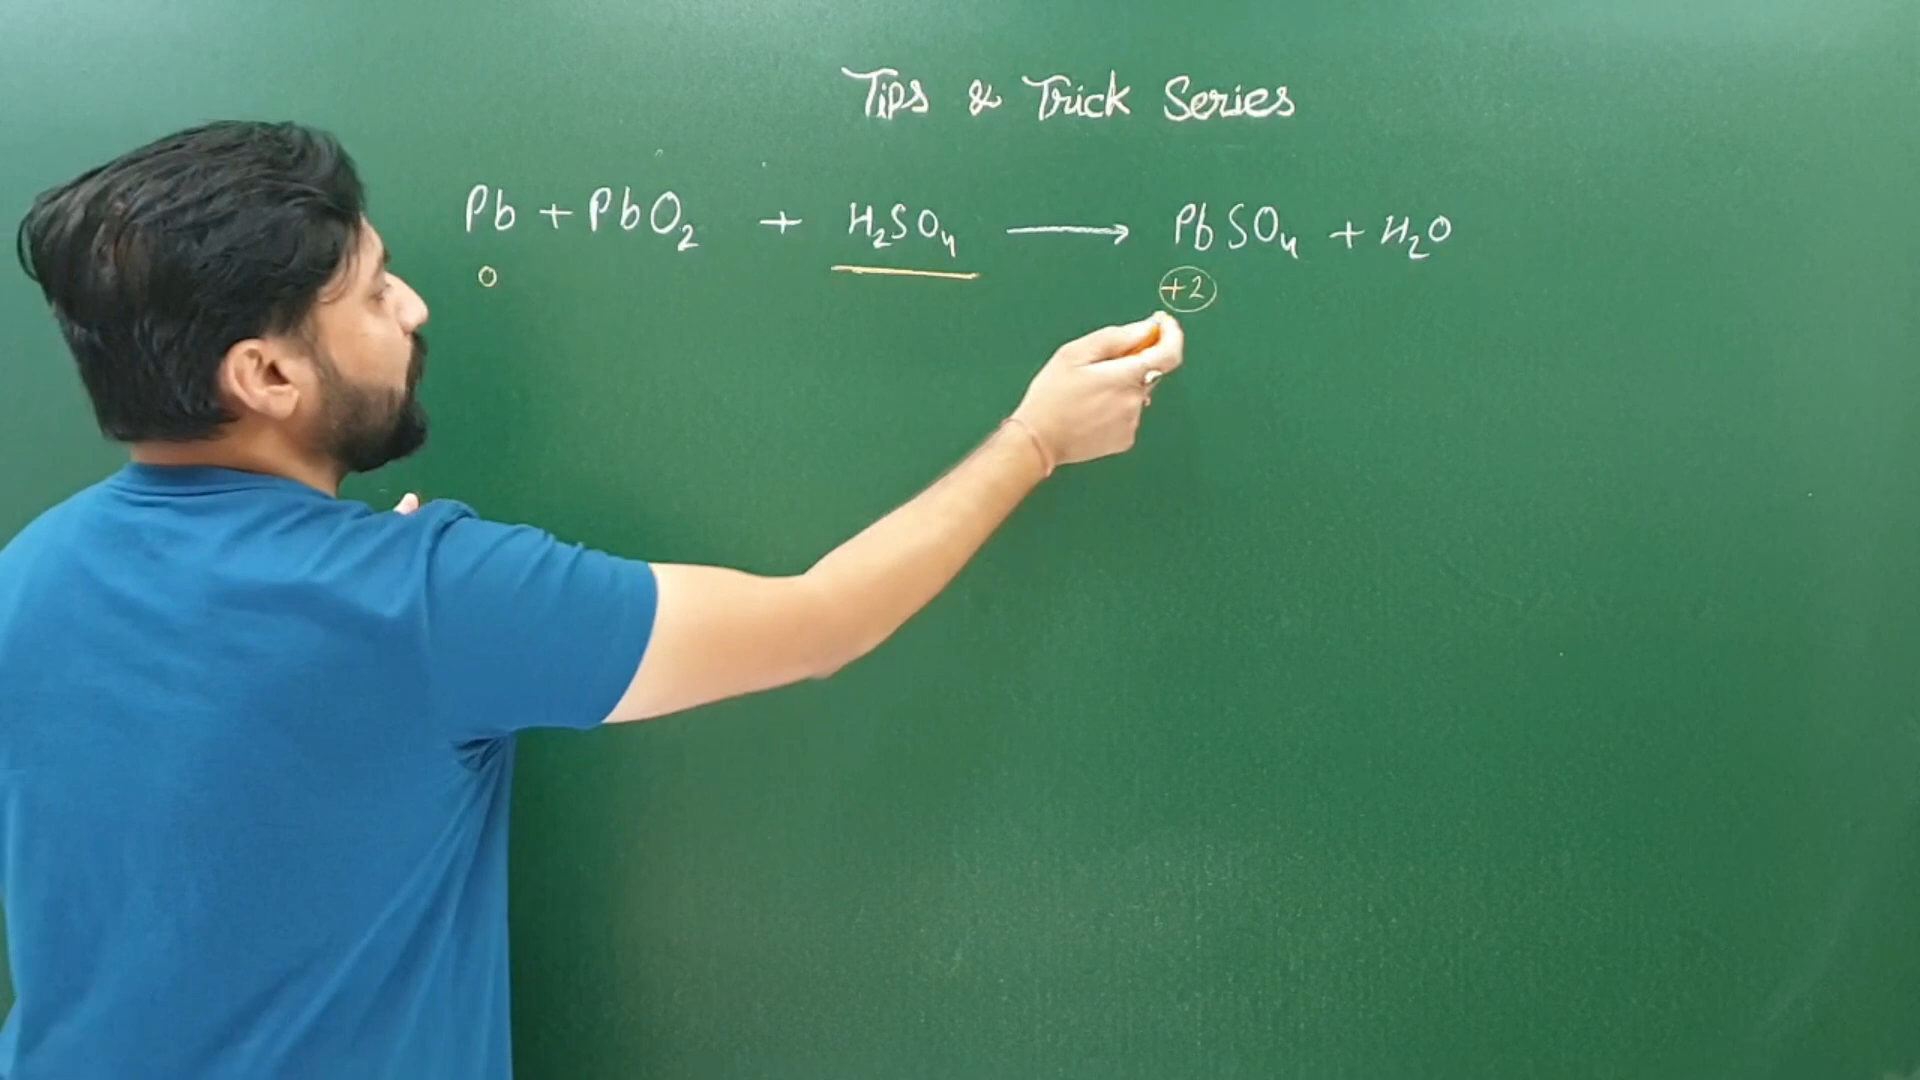 Tips & Trick Series
Pb + PbO₂ + H₂SO₄ ⟶ PbSO₄ + H₂O
0 +2